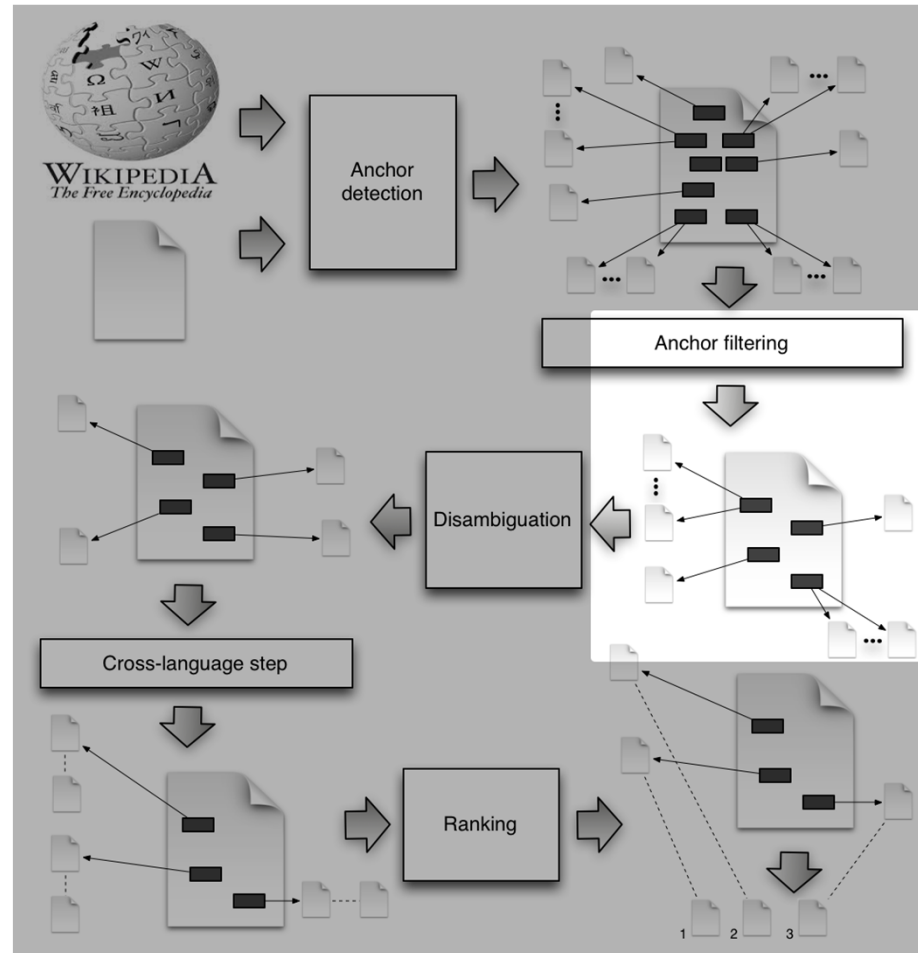 WIKIPEDIA
The Free Encyclopedia
Anchor
detection
Anchor filtering
Disambiguation
Cross-language step
Ranking
1
2
3